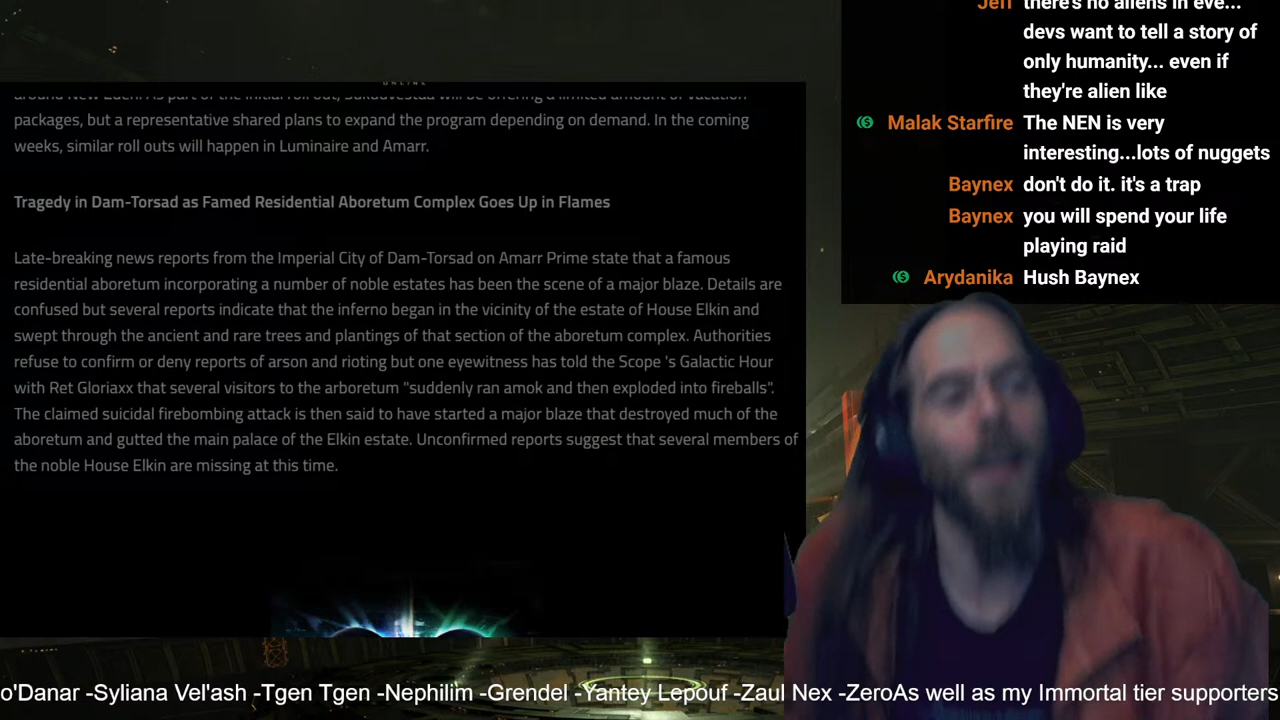 ONLINE
around New Eden. As part of the initial roll out, Sukuuvestaa will be offering a limited amount of vacation
packages, but a representative shared plans to expand the program depending on demand. In the coming
weeks, similar roll outs will happen in Luminaire and Amarr.
Tragedy in Dam-Torsad as Famed Residential Aboretum Complex Goes Up in Flames
Late-breaking news reports from the Imperial City of Dam-Torsad on Amarr Prime state that a famous
residential aboretum incorporating a number of noble estates has been the scene of a major blaze. Details are
confused but several reports indicate that the inferno began in the vicinity of the estate of House Elkin and
swept through the ancient and rare trees and plantings of that section of the aboretum complex. Authorities
refuse to confirm or deny reports of arson and rioting but one eyewitness has told the Scope 's Galactic Hour
with Ret Gloriaxx that several visitors to the arboretum "suddenly ran amok and then exploded into fireballs".
The claimed suicidal firebombing attack is then said to have started a major blaze that destroyed much of the
aboretum and gutted the main palace of the Elkin estate. Unconfirmed reports suggest that several members of
the noble House Elkin are missing at this time.
Jeff there's no aliens in eve...
devs want to tell a story of
only humanity... even if
they're alien like
Malak Starfire The NEN is very
interesting...lots of nuggets
Baynex don't do it. it's a trap
Baynex you will spend your life
playing raid
Arydanika Hush Baynex
o'Danar -Syliana Vel'ash -Tgen Tgen -Nephilim -Grendel -Yantey Lepouf -Zaul Nex -ZeroAs well as my Immortal tier supporters